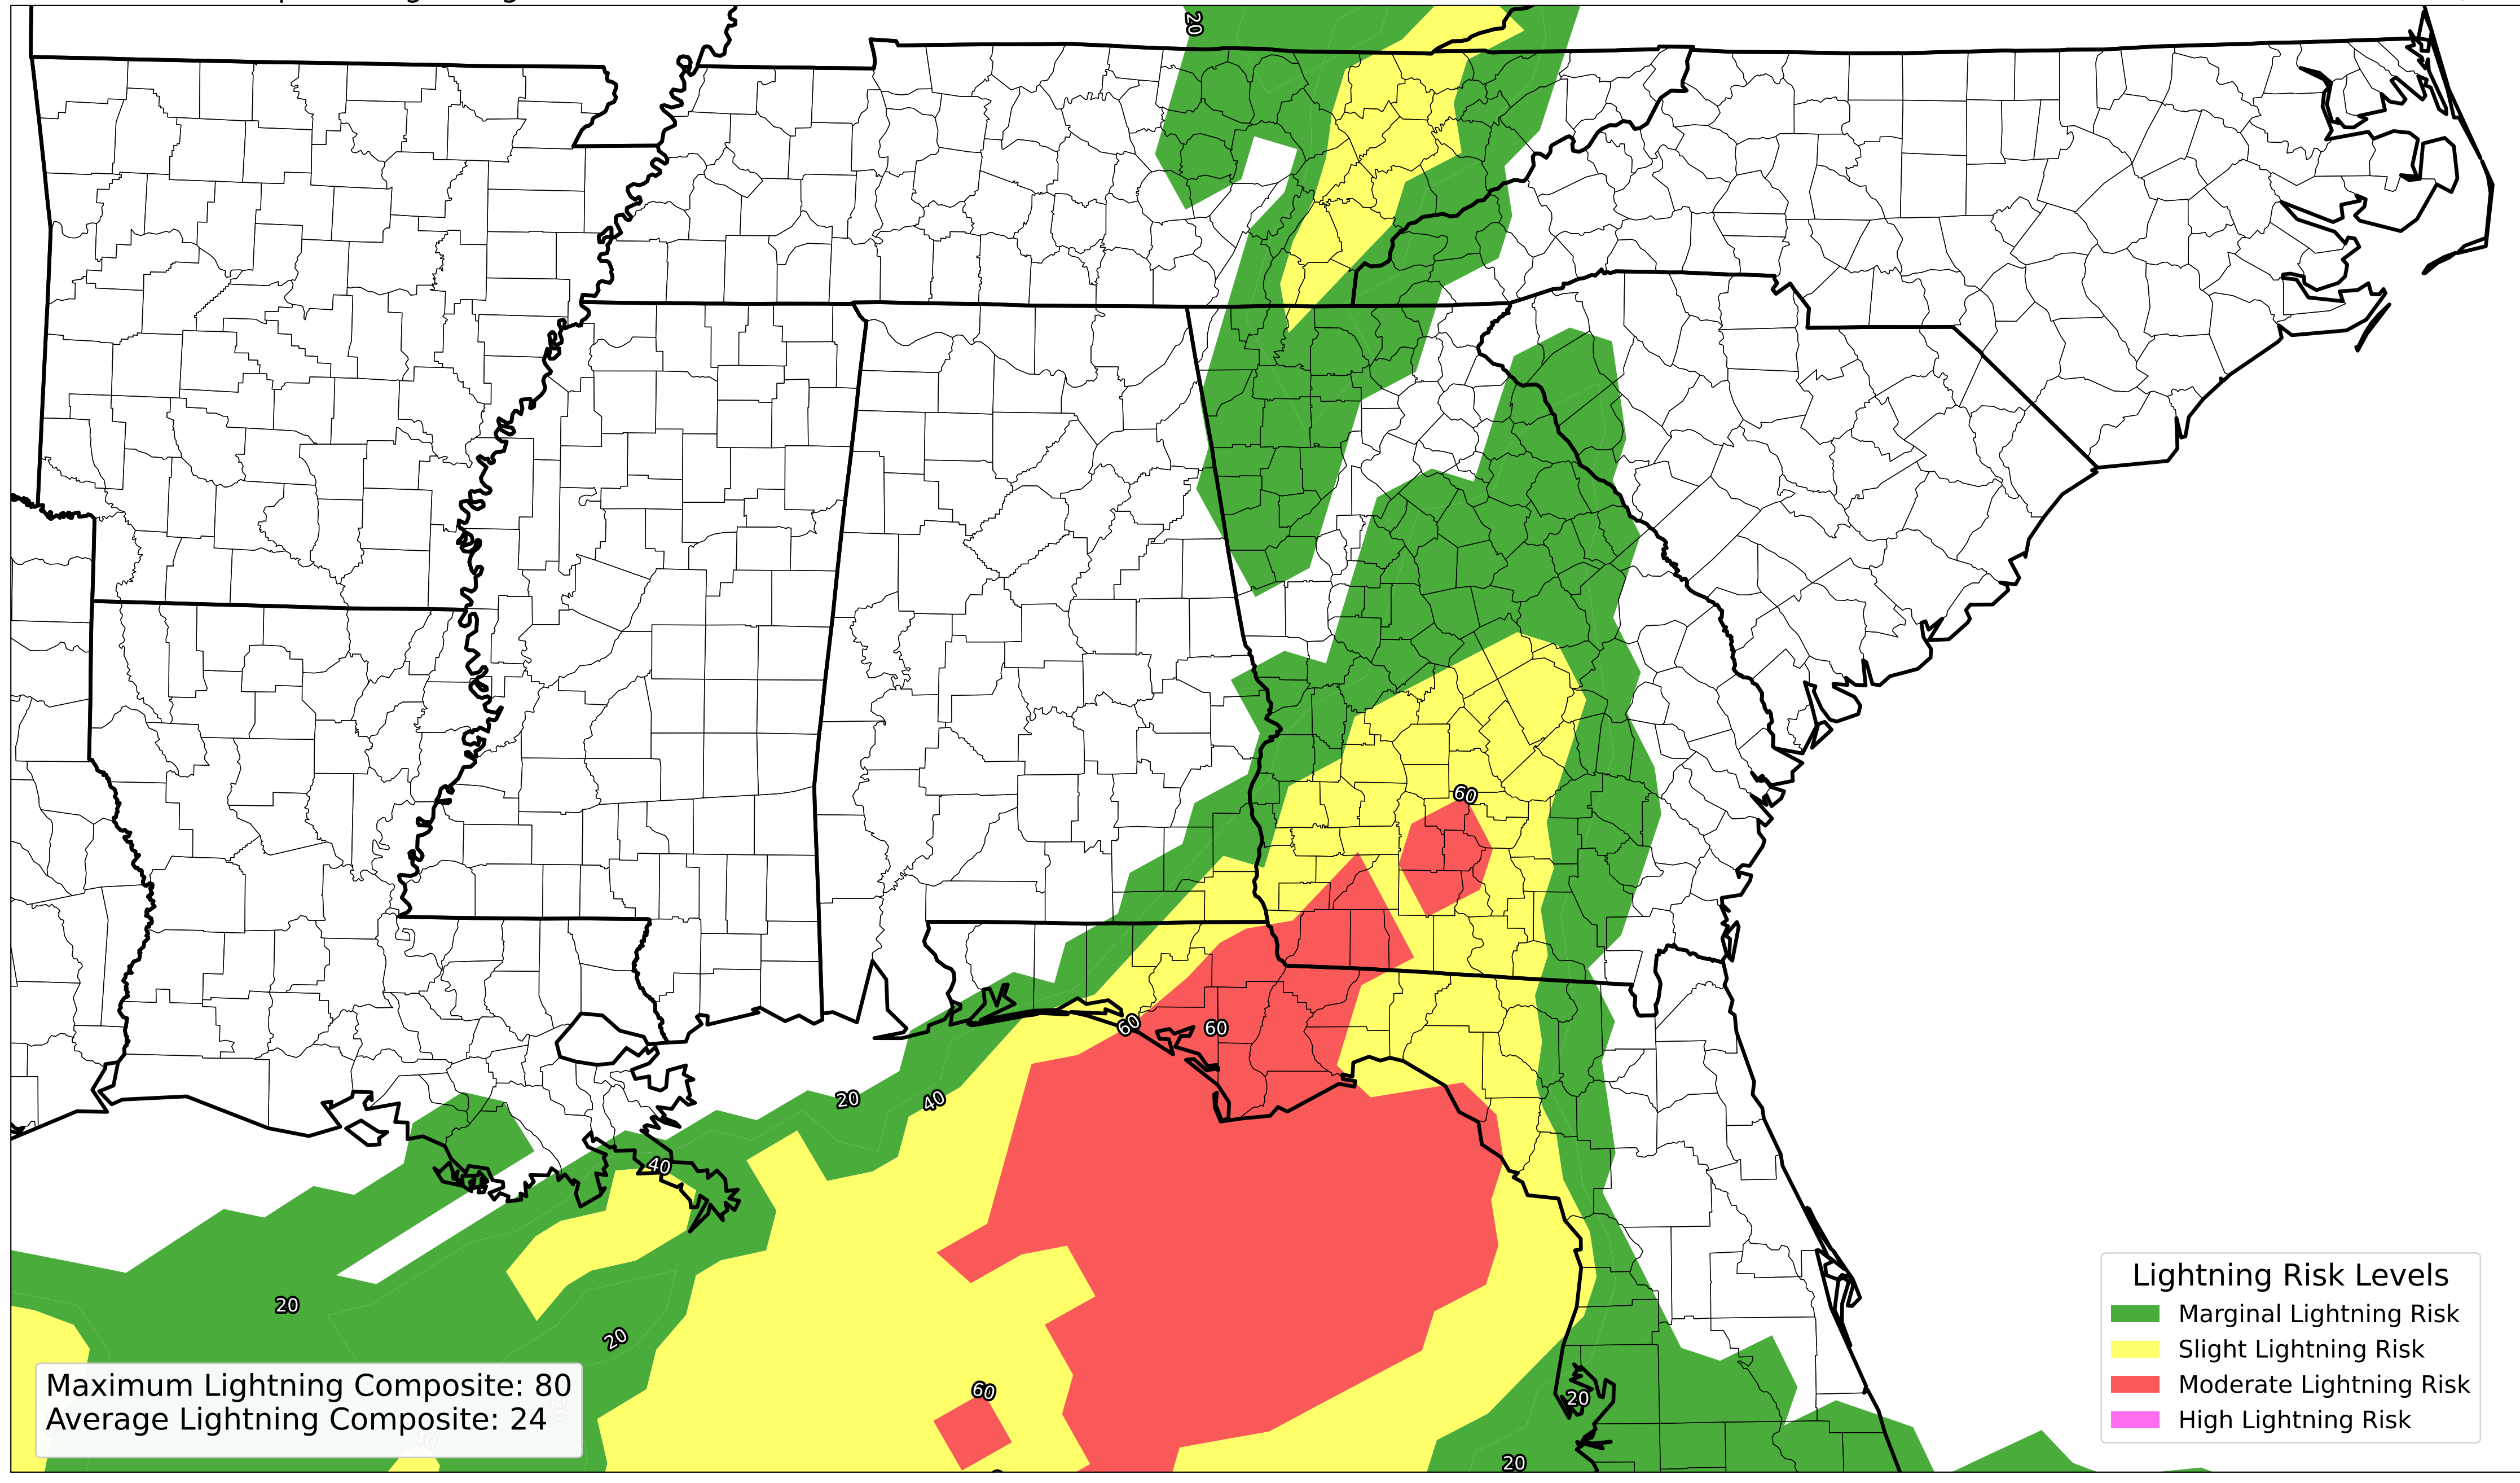 20
60
60
60
20
40
40
20
20
60
20
20
Lightning Risk Levels
Marginal Lightning Risk
Slight Lightning Risk
Moderate Lightning Risk
High Lightning Risk
Maximum Lightning Composite: 80
Average Lightning Composite: 24